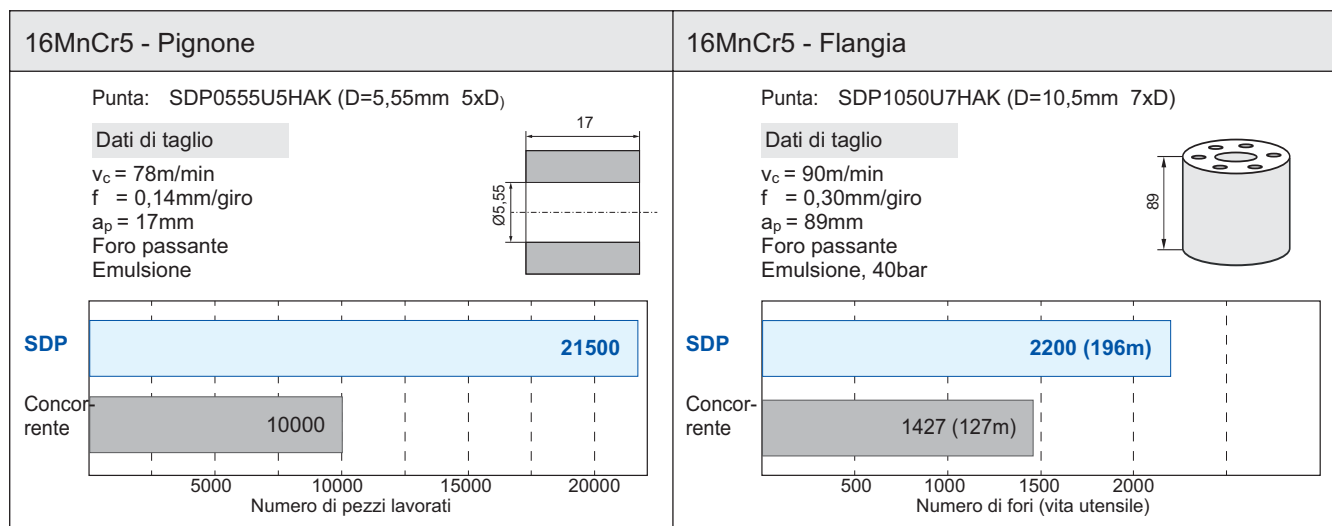 16MnCr5 - Pignone
Punta: SDP0555U5HAK (D=5,55mm 5xD)
Dati di taglio
vc = 78m/min
f = 0,14mm/giro
ap = 17mm
Foro passante
Emulsione
17
Ø5,55
SDP
21500
Concor-
rente
10000
5000 10000 15000 20000
Numero di pezzi lavorati
16MnCr5 - Flangia
Punta: SDP1050U7HAK (D=10,5mm 7xD)
Dati di taglio
vc = 90m/min
f = 0,30mm/giro
ap = 89mm
Foro passante
Emulsione, 40bar
89
SDP
2200 (196m)
Concor-
rente
1427 (127m)
500 1000 1500 2000
Numero di fori (vita utensile)